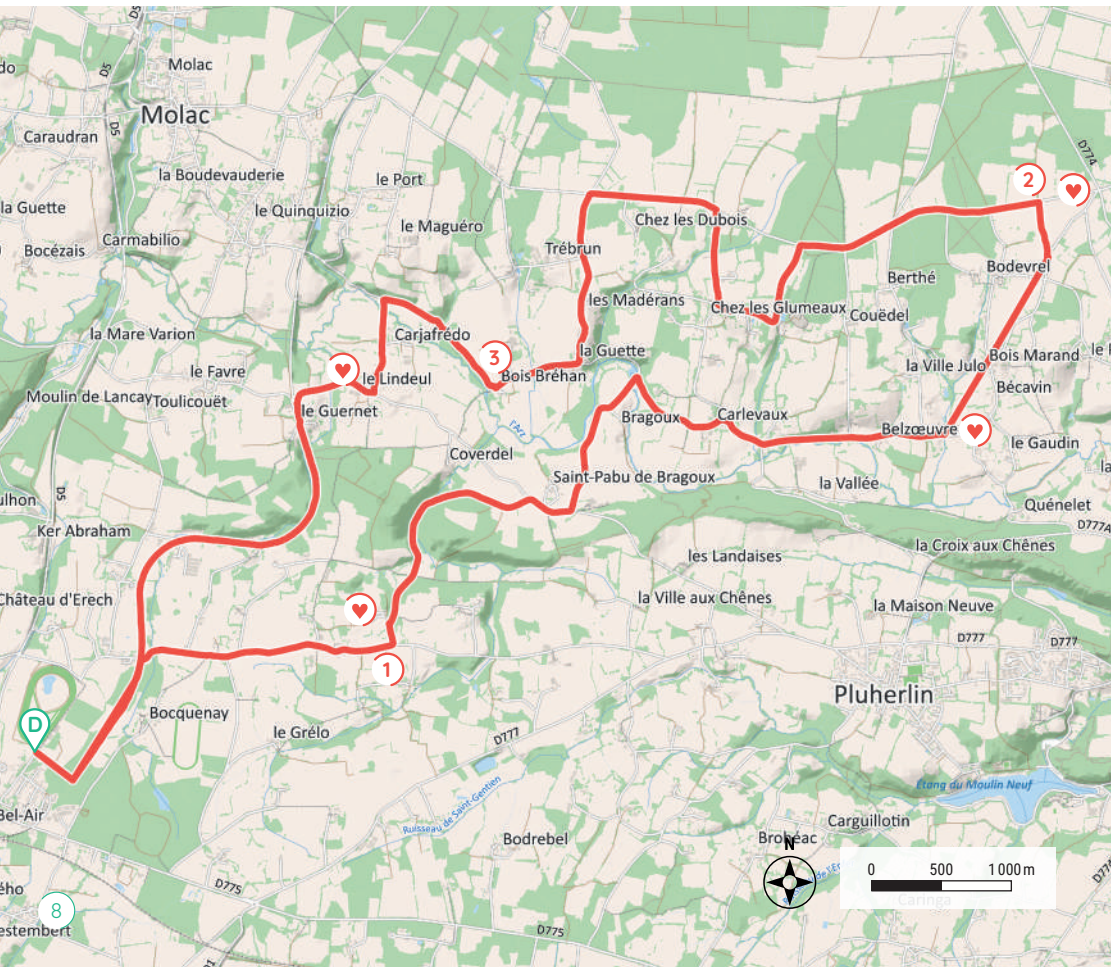 D5
do
D5
Molac
Molac
Caraudran
D5
la Boudevauderie
le Port
D774
2
la Guette
le Quinquizio
Chez les Dubois
le Maguéro
Carmabilio
Bocézais
Trébrun
Bodevrel
Berthé
les Madérans
Chez les Glumeaux
Couëdel
la Mare Varion
Carjafrédo
la Guette
3
Bois Marand
la Ville Julo
le Favre
le Lindeul
Bois Bréhan
Bécavin
Moulin de Lancay
Toulicouët
le Guernet
Bragoux
Carlevaux
l'Arz
Belzœuvre
le Gaudin
Coverdel
Saint-Pabu de Bragoux
la
la Vallée
D5
ulhon
Quénelet
D777A
Ker Abraham
la Croix aux Chênes
les Landaises
Château d'Erech
la Ville aux Chênes
la Maison Neuve
D777
D777
1
Pluherlin
D
Bocquenay
le Grélo
D777
Étang du Moulin Neuf
Bel-Air
Ruisseau de Saint-Gentien
Carguillotin
Bodrebel
N
0 500 1000 m
D775
ého
Caringa
8
estembert
D775
D1